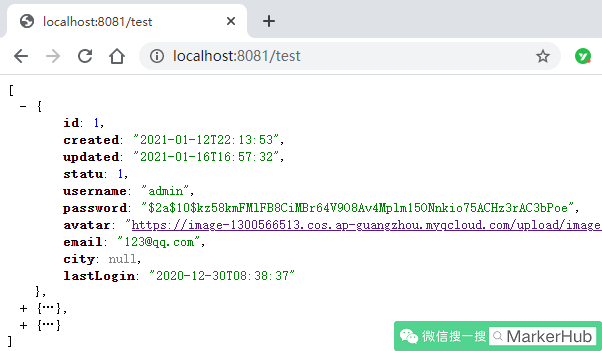 localhost:8081/test
localhost:8081/test
[
- {
id: 1,
created: "2021-01-12T22:13:53",
updated: "2021-01-16T16:57:32",
statu: 1,
username: "admin",
password: "$2a$10$kz58kmFMlFB8CiMBr64V9O8Av4Mplm15ONnkio75ACHz3rAC3bPoe",
avatar: "https://image-1300566513.cos.ap-guangzhou.myqcloud.com/upload/image
email: "123@qq.com",
city: null,
lastLogin: "2020-12-30T08:38:37"
},
+ {…},
+ {…}
]
微信搜一搜 MarkerHub